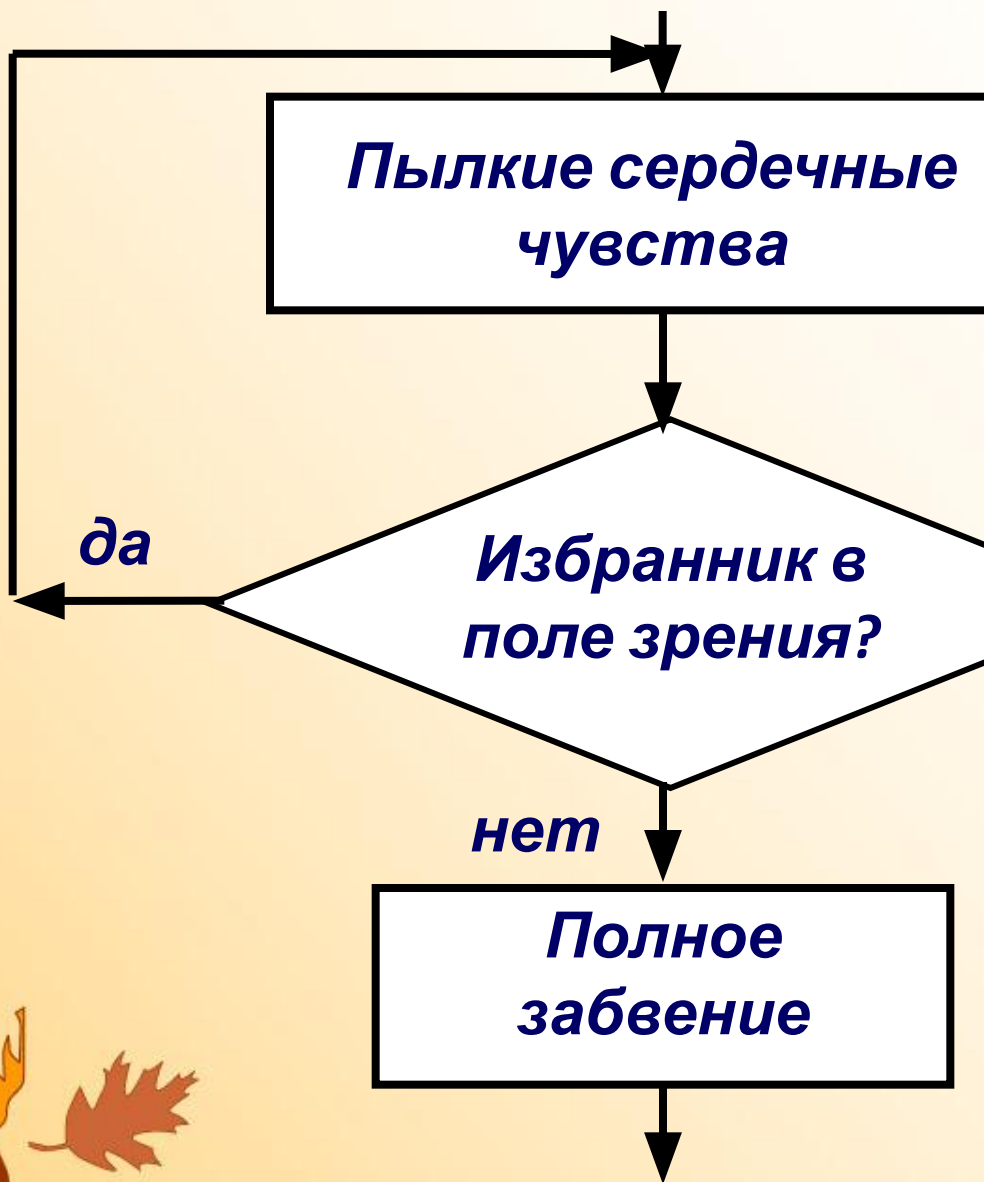 Пылкие сердечные
чувства
да
Избранник в
поле зрения?
нет
Полное
забвение